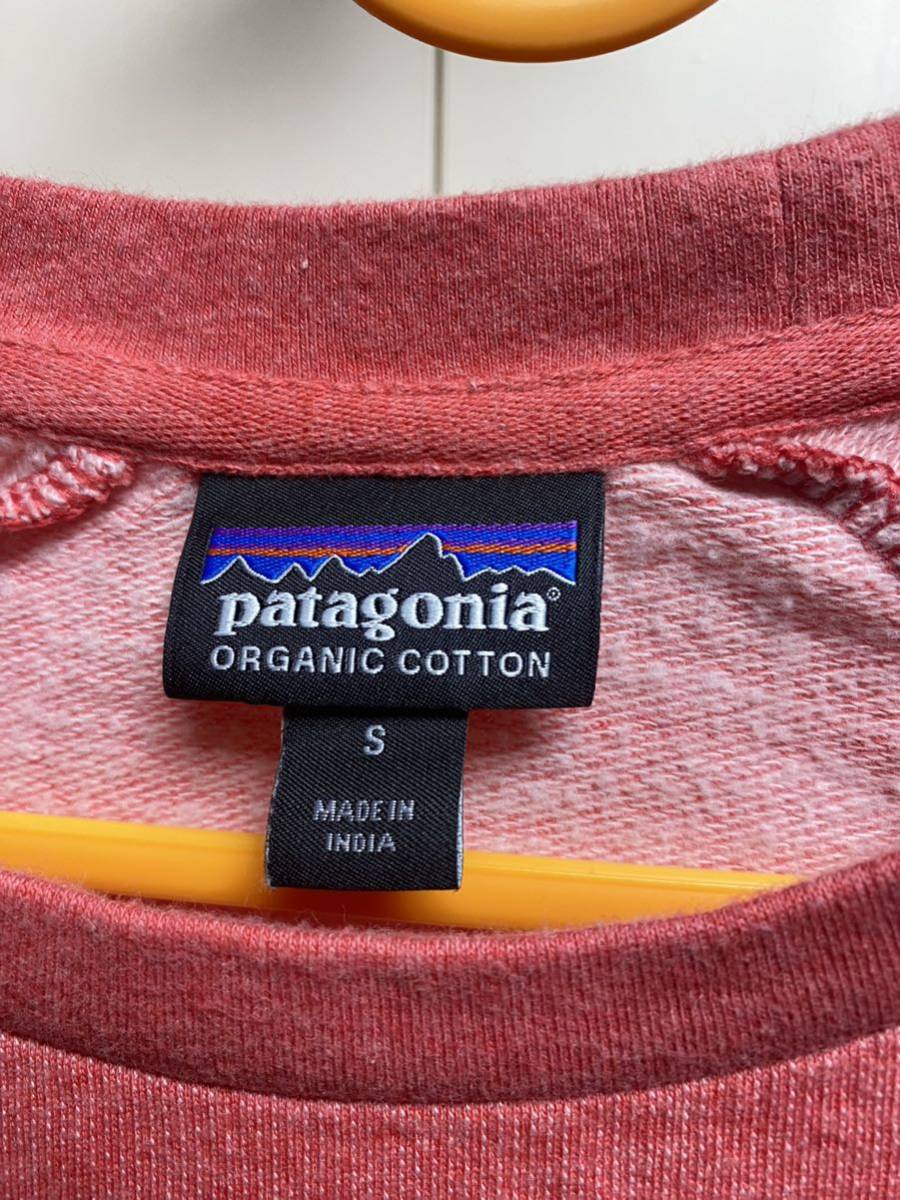 patagonia®
ORGANIC COTTON
S
MADE IN
INDIA